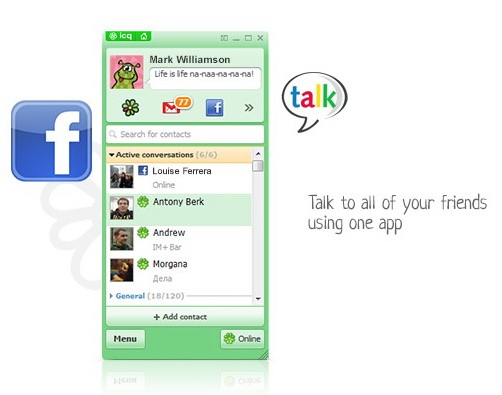 icq
Mark Williamson
Life is life na-naa-na-na-na!
77
f
»
Search for contacts
Active conversations (6/6)
Louise Ferrera
Online
Antony Berk
Andrew
IM+Bar
Morgana
Дела
General (18/120)
+ Add contact
Menu
Online
f
talk
Talk to all of your friends
using one app